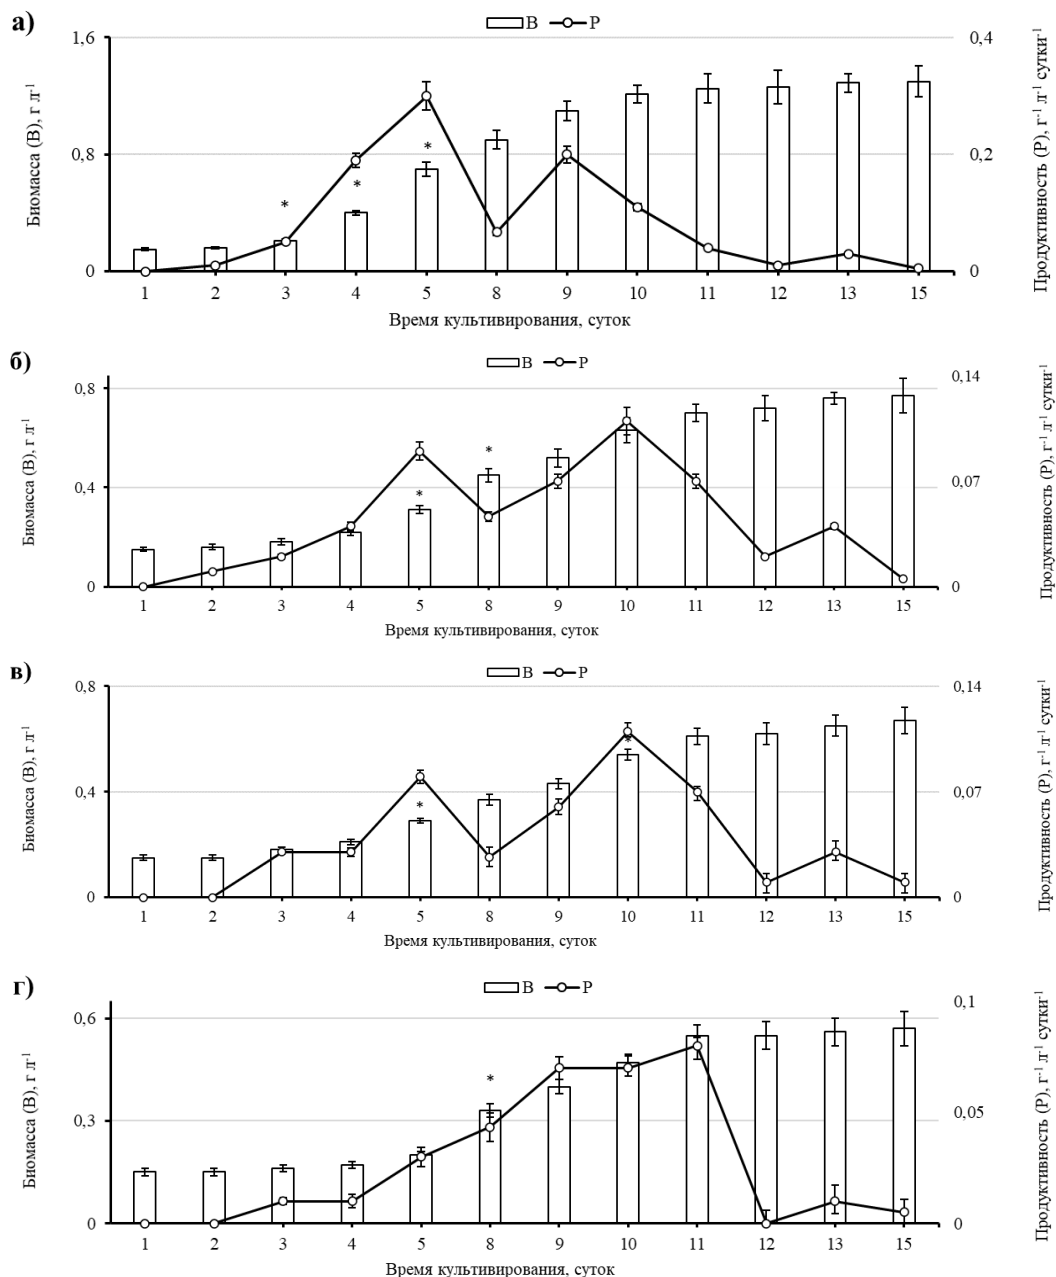 а)
B P
1,6
0,8
0
0,4
0,2
0
Биомасса (B), г л-1
Продуктивность (P), г-1 л-1 сутки-1
*
*
*
1 2 3 4 5 8 9 10 11 12 13 15
Время культивирования, суток
б)
B P
0,8
0,4
0
0,14
0,07
0
Биомасса (B), г л-1
Продуктивность (P), г-1 л-1 сутки-1
*
*
1 2 3 4 5 8 9 10 11 12 13 15
Время культивирования, суток
в)
B P
0,8
0,4
0
0,14
0,07
0
Биомасса (B), г л-1
Продуктивность (P), г-1 л-1 сутки-1
*
*
1 2 3 4 5 8 9 10 11 12 13 15
Время культивирования, суток
г)
B P
0,6
0,3
0
0,1
0,05
0
Биомасса (B), г л-1
Продуктивность (P), г-1 л-1 сутки-1
*
1 2 3 4 5 8 9 10 11 12 13 15
Время культивирования, суток